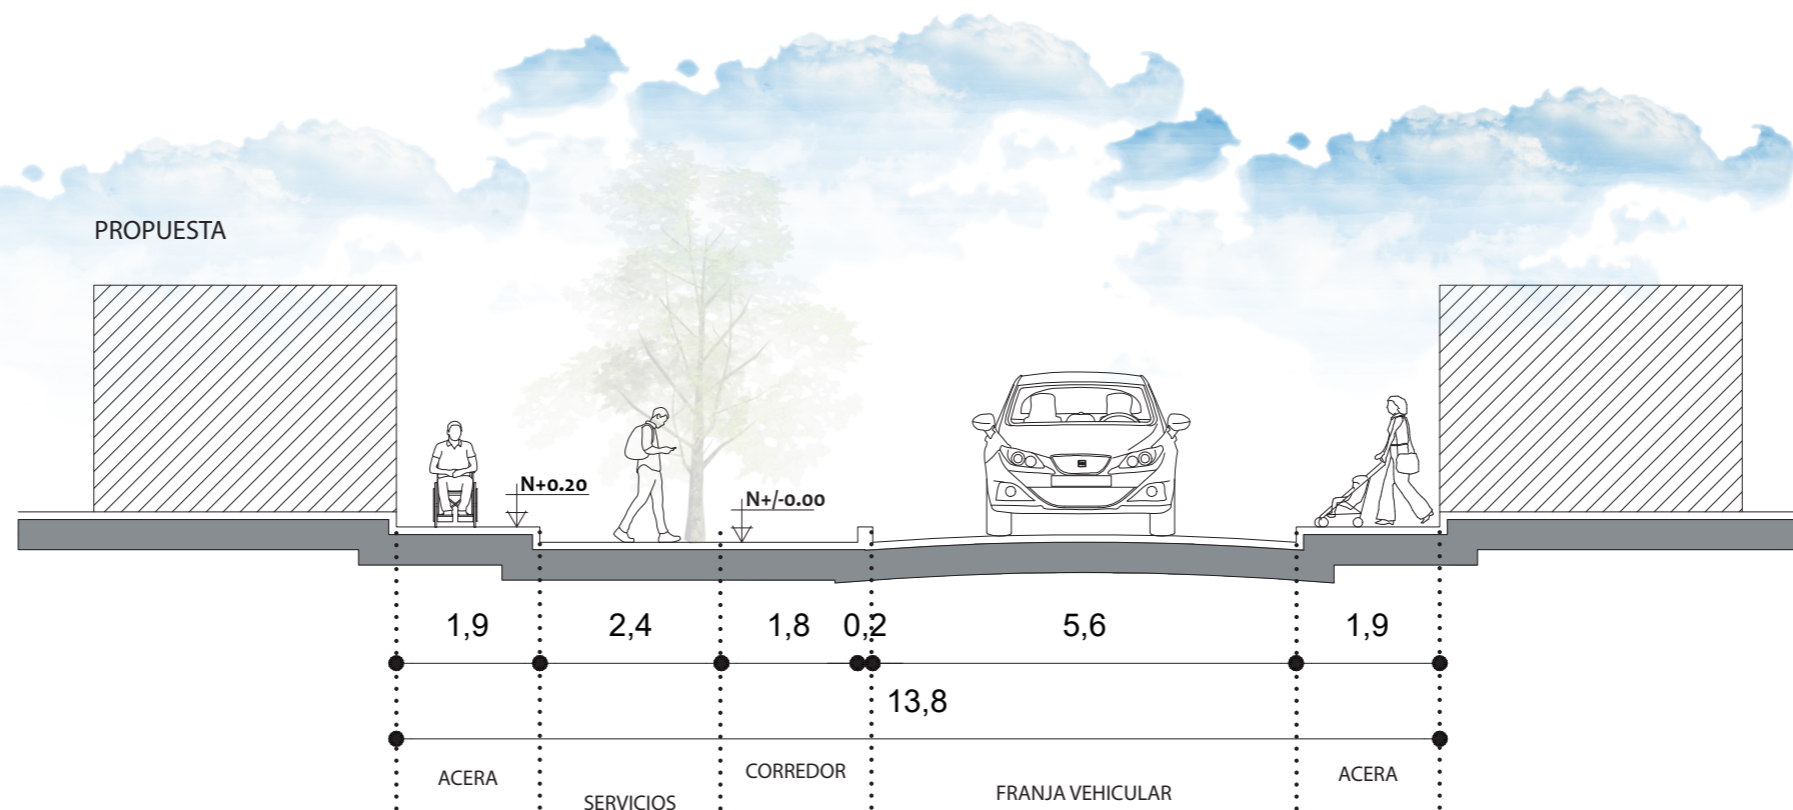 PROPUESTA
N+0.20
N+/-0.00
1,9
2,4
1,8
0,2
5,6
1,9
13,8
ACERA
SERVICIOS
CORREDOR
FRANJA VEHICULAR
ACERA